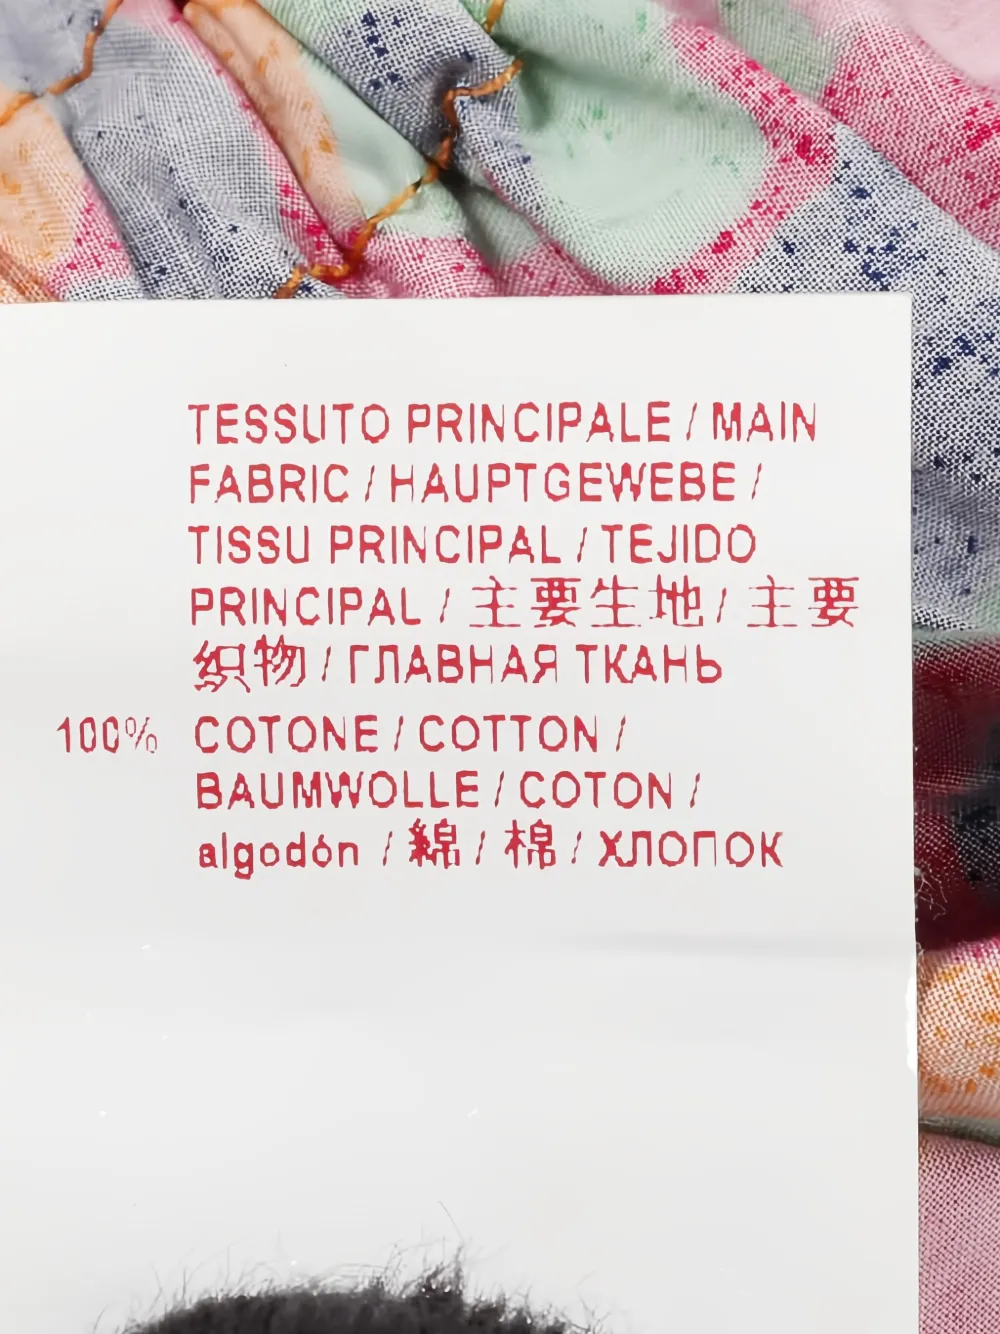 TESSUTO PRINCIPALE / MAIN
FABRIC / HAUPTGEWEBE /
TISSU PRINCIPAL / TEJIDO
PRINCIPAL / 主要生地 / 主要
织物 / ГЛАВНАЯ ТКАНЬ
100% COTONE / COTTON /
BAUMWOLLE / COTON /
algodón / 綿 / 棉 / ХЛОПОК